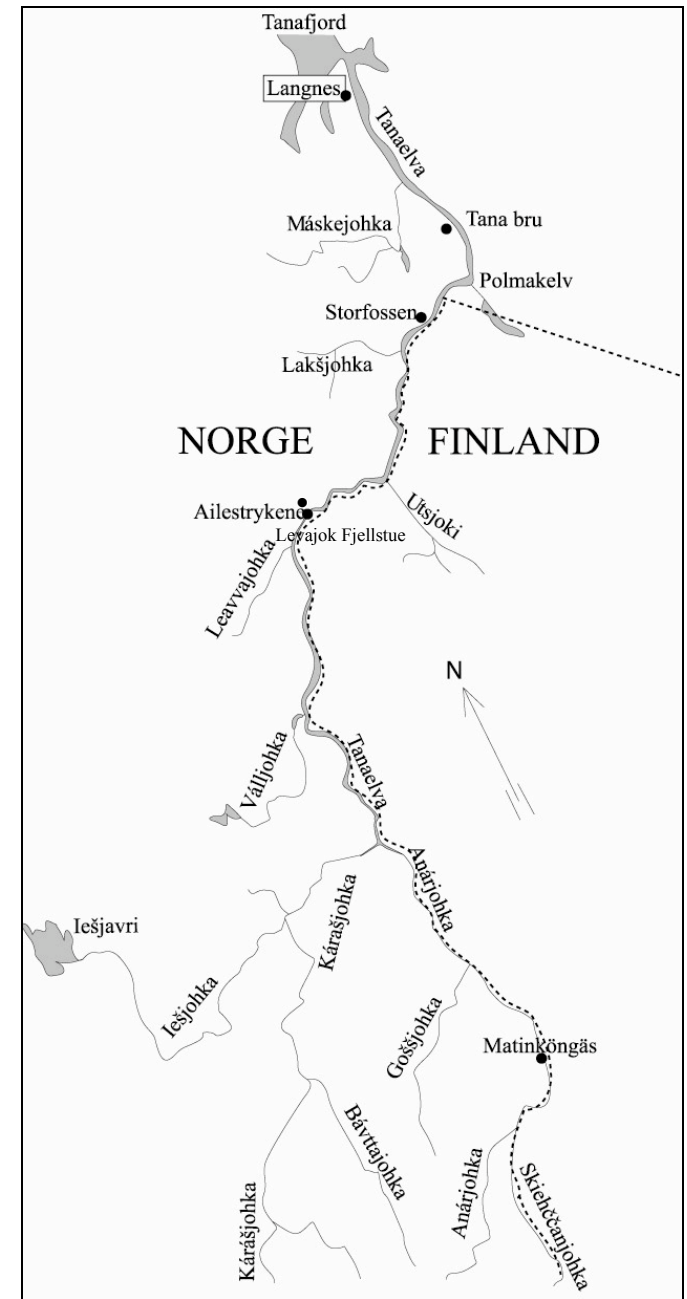 Tanafjord
Langnes
Tanaelva
Máskejohka
Tana bru
Polmakelv
Storfossen
Lakšjohka
NORGE
FINLAND
Utsjoki
Ailestrykene
Levajok Fjellstue
Leavvajohka
N
Válljohka
Tanaelva
Anárjohka
Kárašjohka
Iešjavri
Iešjohka
Goššjohka
Matinköngäs
Bávttajohka
Anárjohka
Skiehččanjohka
Kárášjohka